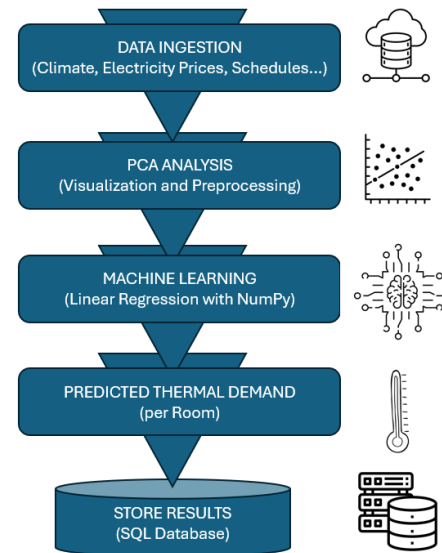 DATA INGESTION
(Climate, Electricity Prices, Schedules...)
PCA ANALYSIS
(Visualization and Preprocessing)
MACHINE LEARNING
(Linear Regression with NumPy)
PREDICTED THERMAL DEMAND
(per Room)
STORE RESULTS
(SQL Database)